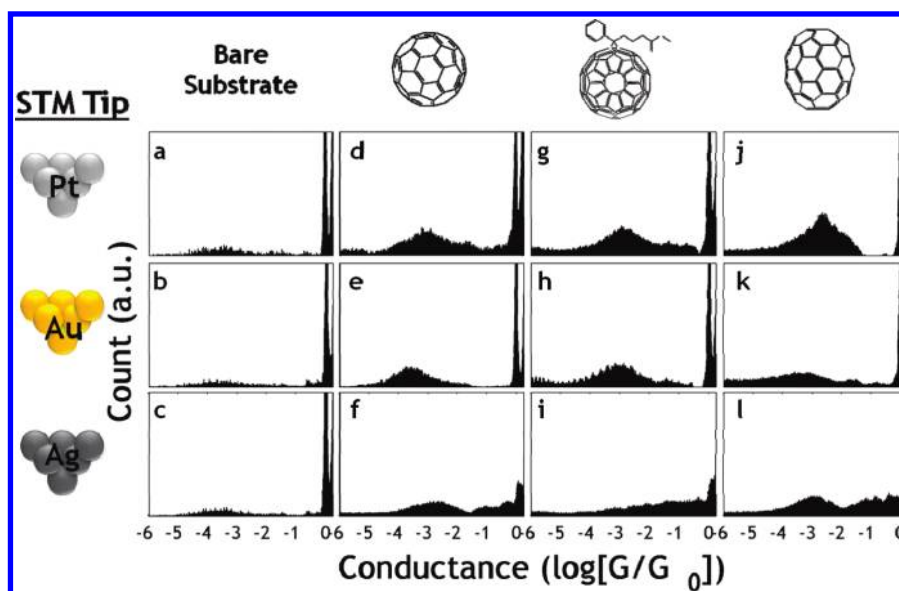 Bare
Substrate
STM Tip
Pt
Au
Ag
Count (a.u.)
a
d
g
j
b
e
h
k
c
f
i
l
-6 -5 -4 -3 -2 -1 0-6 -5 -4 -3 -2 -1 0-6 -5 -4 -3 -2 -1 0-6 -5 -4 -3 -2 -1 0
Conductance (log[G/G 0])